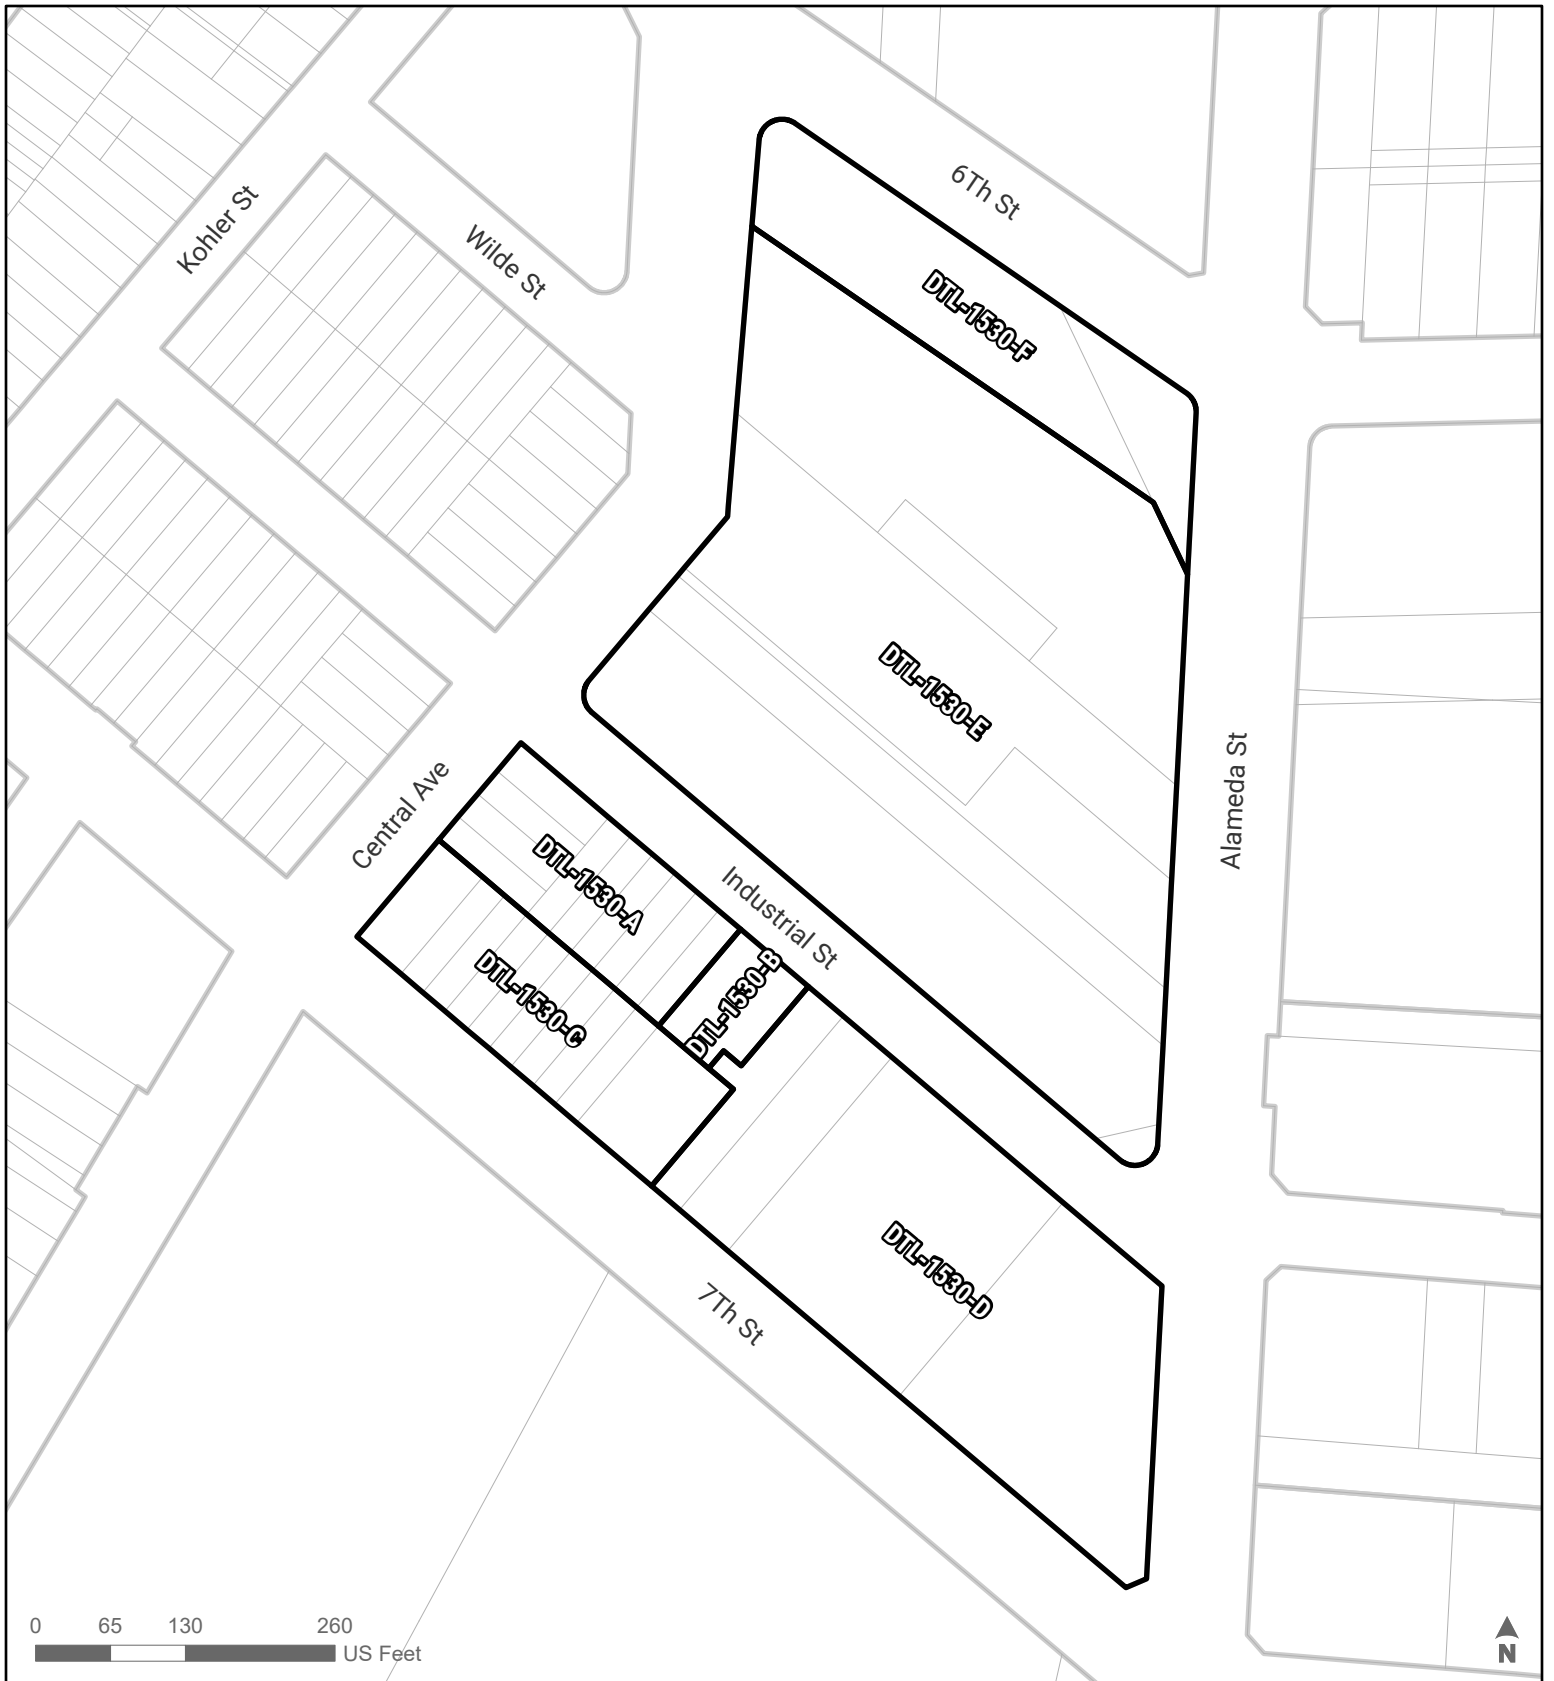 6Th St
Kohler St
Wilde St
DTL-1530-F
DTL-1530-E
Alameda St
Central Ave
DTL-1530-A
Industrial St
DTL-1530-B
DTL-1530-C
DTL-1530-D
7Th St
0 65 130 260
US Feet
N